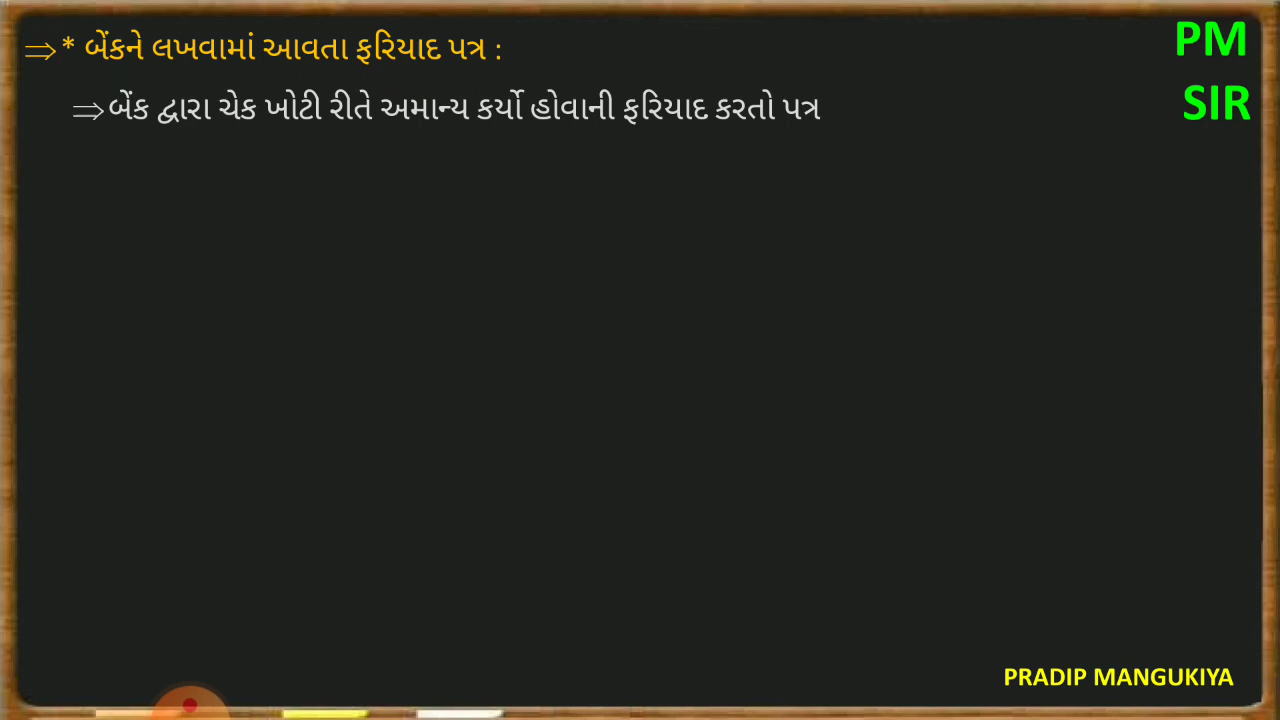 ⇒* બેંકને લખવામાં આવતા ફરિયાદ પત્ર :
⇒બેંક દ્વારા ચેક ખોટી રીતે અમાન્ય કર્યો હોવાની ફરિયાદ કરતો પત્ર
PM
SIR
PRADIP MANGUKIYA